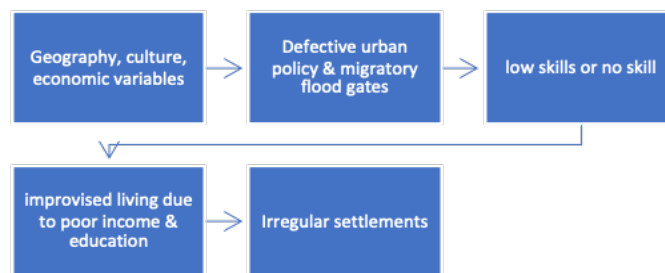 Geography, culture,
economic variables
Defective urban
policy & migratory
flood gates
low skills or no skill
improvised living due
to poor income &
education
Irregular settlements